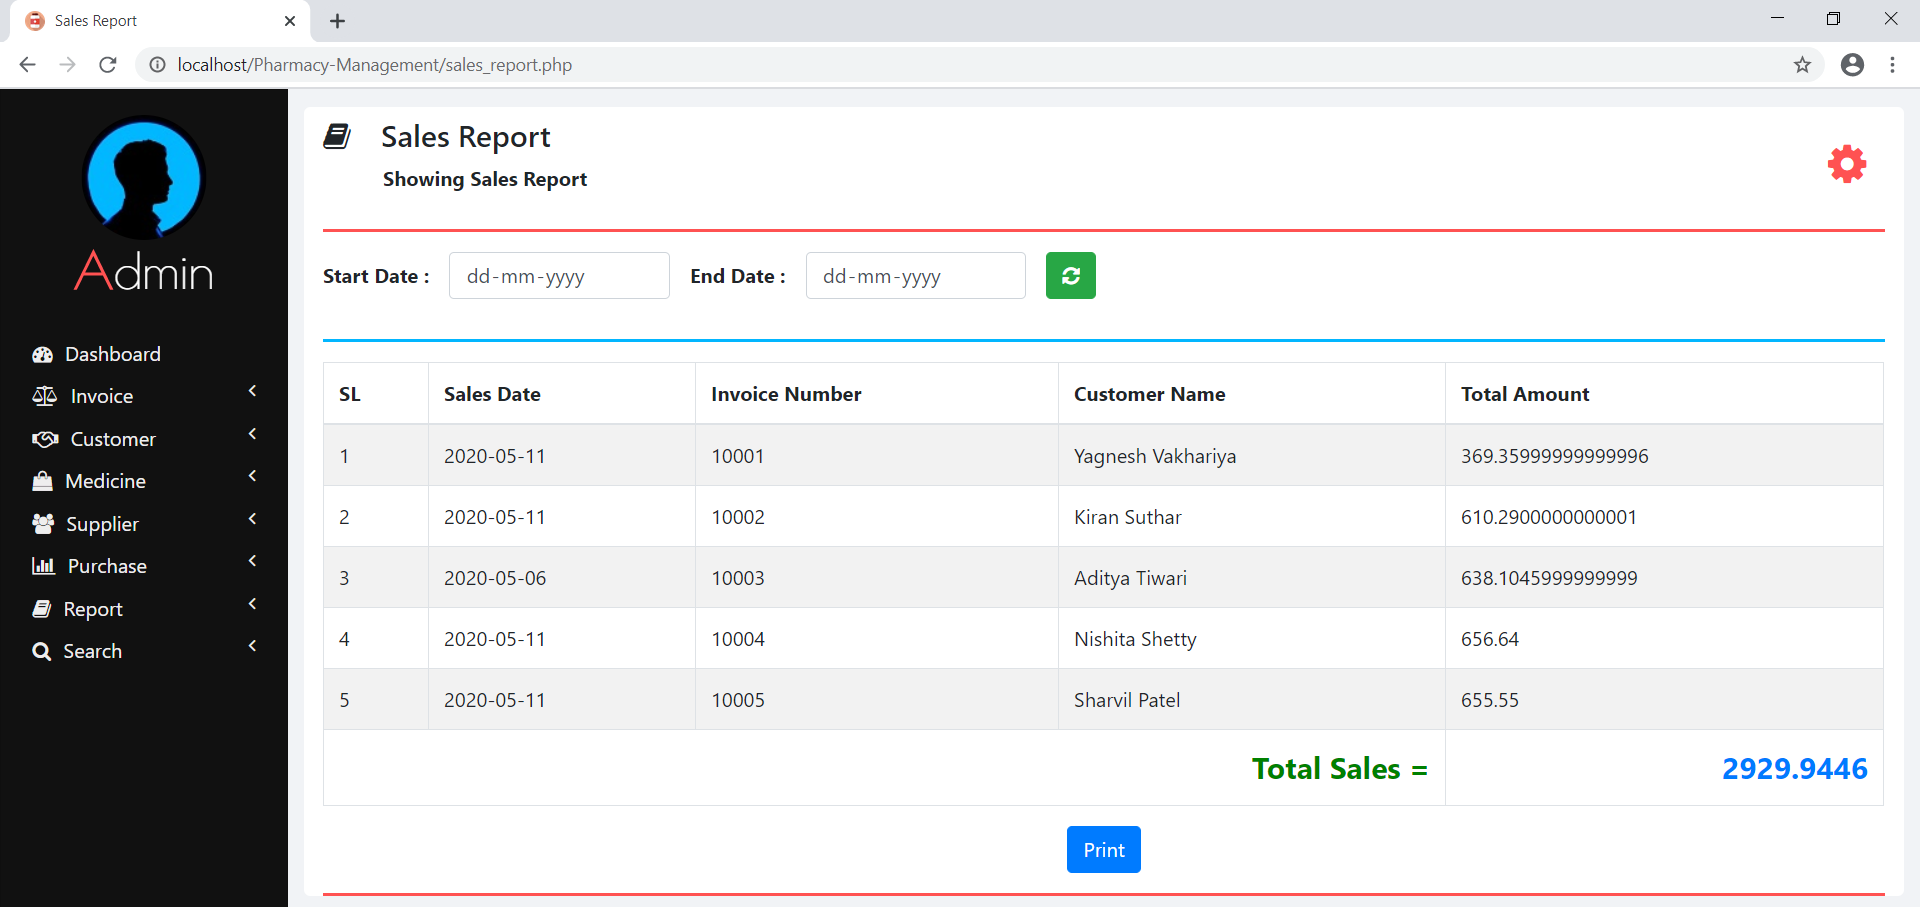 Sales Report
localhost/Pharmacy-Management/sales_report.php
Admin
Dashboard
Invoice
Customer
Medicine
Supplier
Purchase
Report
Search
Sales Report
Showing Sales Report
Start Date : dd-mm-yyyy End Date : dd-mm-yyyy
SL Sales Date Invoice Number Customer Name Total Amount
1 2020-05-11 10001 Yagnesh Vakhariya 369.35999999999996
2 2020-05-11 10002 Kiran Suthar 610.2900000000001
3 2020-05-06 10003 Aditya Tiwari 638.1045999999999
4 2020-05-11 10004 Nishita Shetty 656.64
5 2020-05-11 10005 Sharvil Patel 655.55
Total Sales = 2929.9446
Print